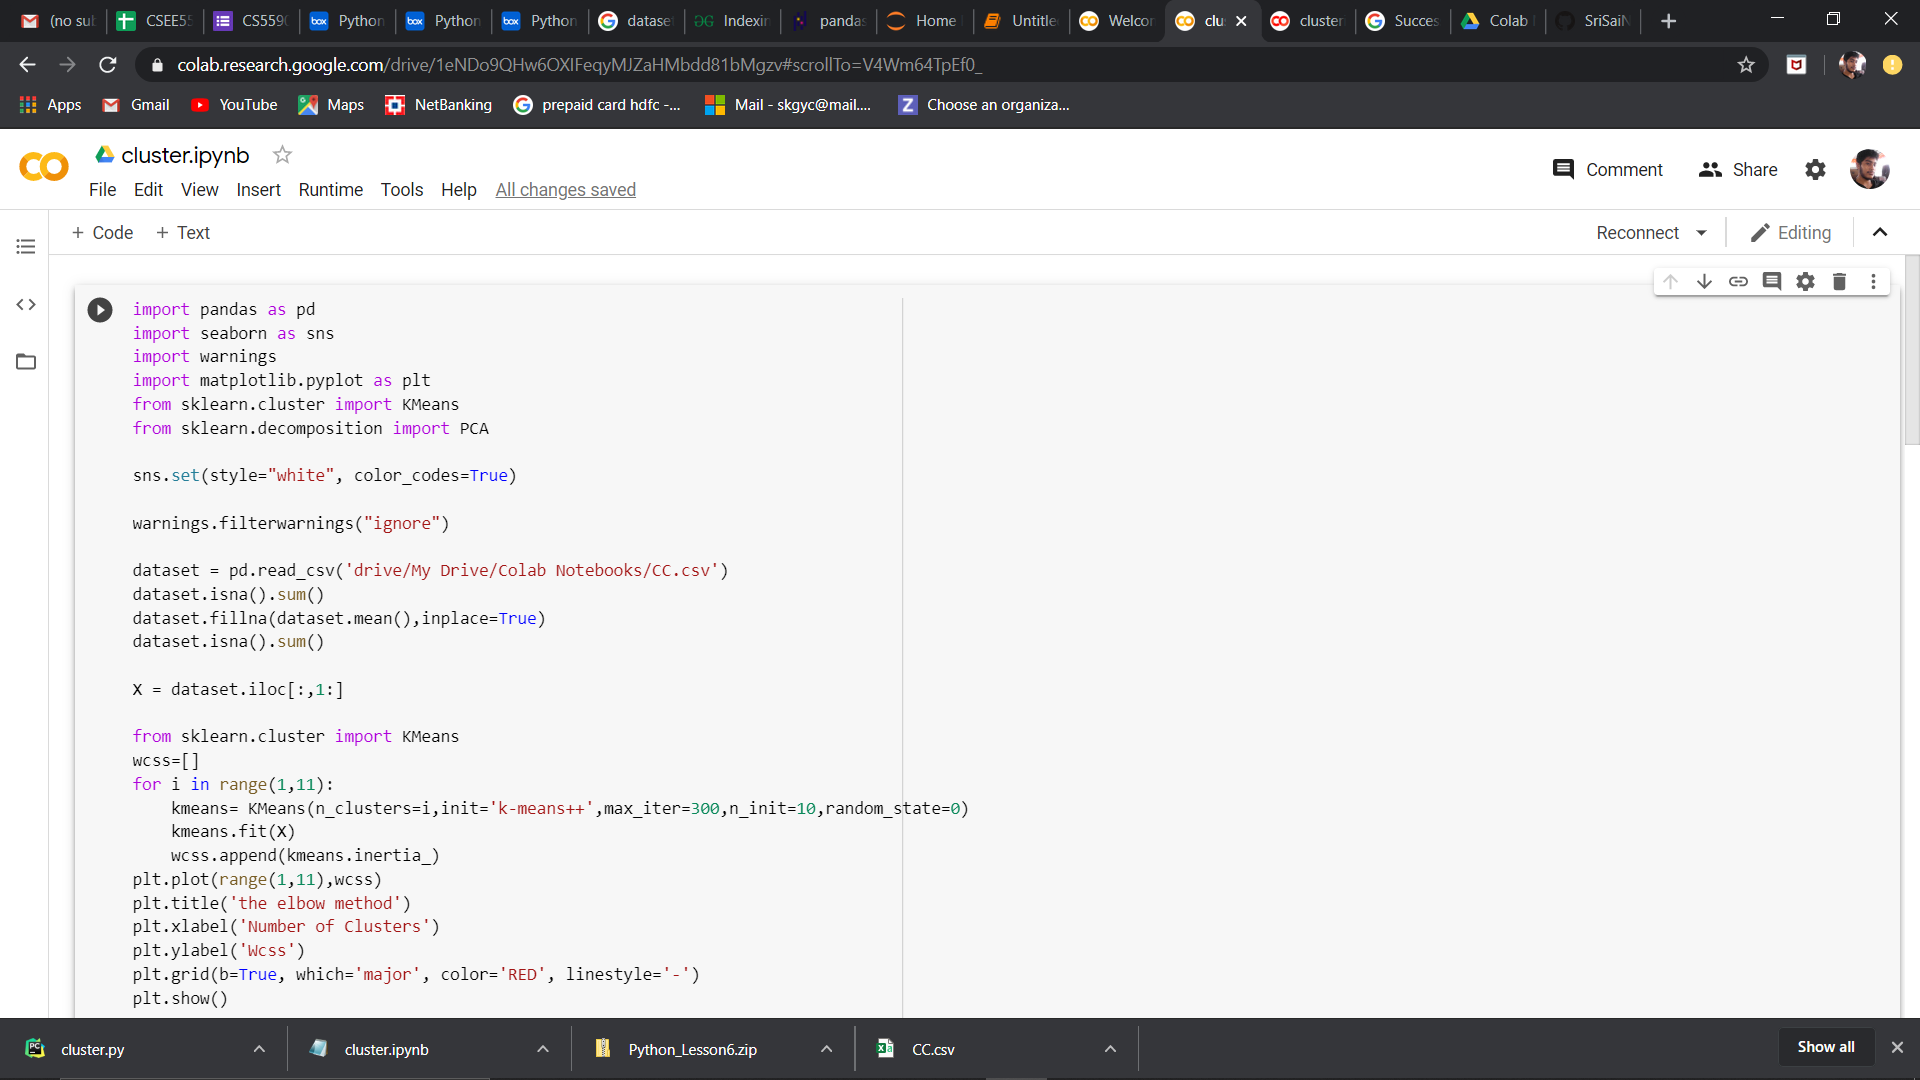 (no sub
CSEE55
CS5590
Python
Python
Python
datase
Indexin
pandas
Home
Untitle
Welcon
clu
cluster
Succes
Colab
SriSaiN
colab.research.google.com/drive/1eNDo9QHw6OXIFeqyMJZaHMbdd81bMgzv#scrollTo=V4Wm64TpEf0_
Apps
Gmail
YouTube
Maps
NetBanking
prepaid card hdfc -...
Mail - skgyc@mail....
Choose an organiza...
cluster.ipynb
Comment
Share
File Edit View Insert Runtime Tools Help All changes saved
+ Code + Text
Reconnect
Editing
import pandas as pd
import seaborn as sns
import warnings
import matplotlib.pyplot as plt
from sklearn.cluster import KMeans
from sklearn.decomposition import PCA
sns.set(style="white", color_codes=True)
warnings.filterwarnings("ignore")
dataset = pd.read_csv('drive/My Drive/Colab Notebooks/CC.csv')
dataset.isna().sum()
dataset.fillna(dataset.mean(),inplace=True)
dataset.isna().sum()
X = dataset.iloc[:,1:]
from sklearn.cluster import KMeans
wcss=[]
for i in range(1,11):
    kmeans= KMeans(n_clusters=i,init='k-means++',max_iter=300,n_init=10,random_state=0)
    kmeans.fit(X)
    wcss.append(kmeans.inertia_)
plt.plot(range(1,11),wcss)
plt.title('the elbow method')
plt.xlabel('Number of Clusters')
plt.ylabel('Wcss')
plt.grid(b=True, which='major', color='RED', linestyle='-')
plt.show()
cluster.py
cluster.ipynb
Python_Lesson6.zip
CC.csv
Show all